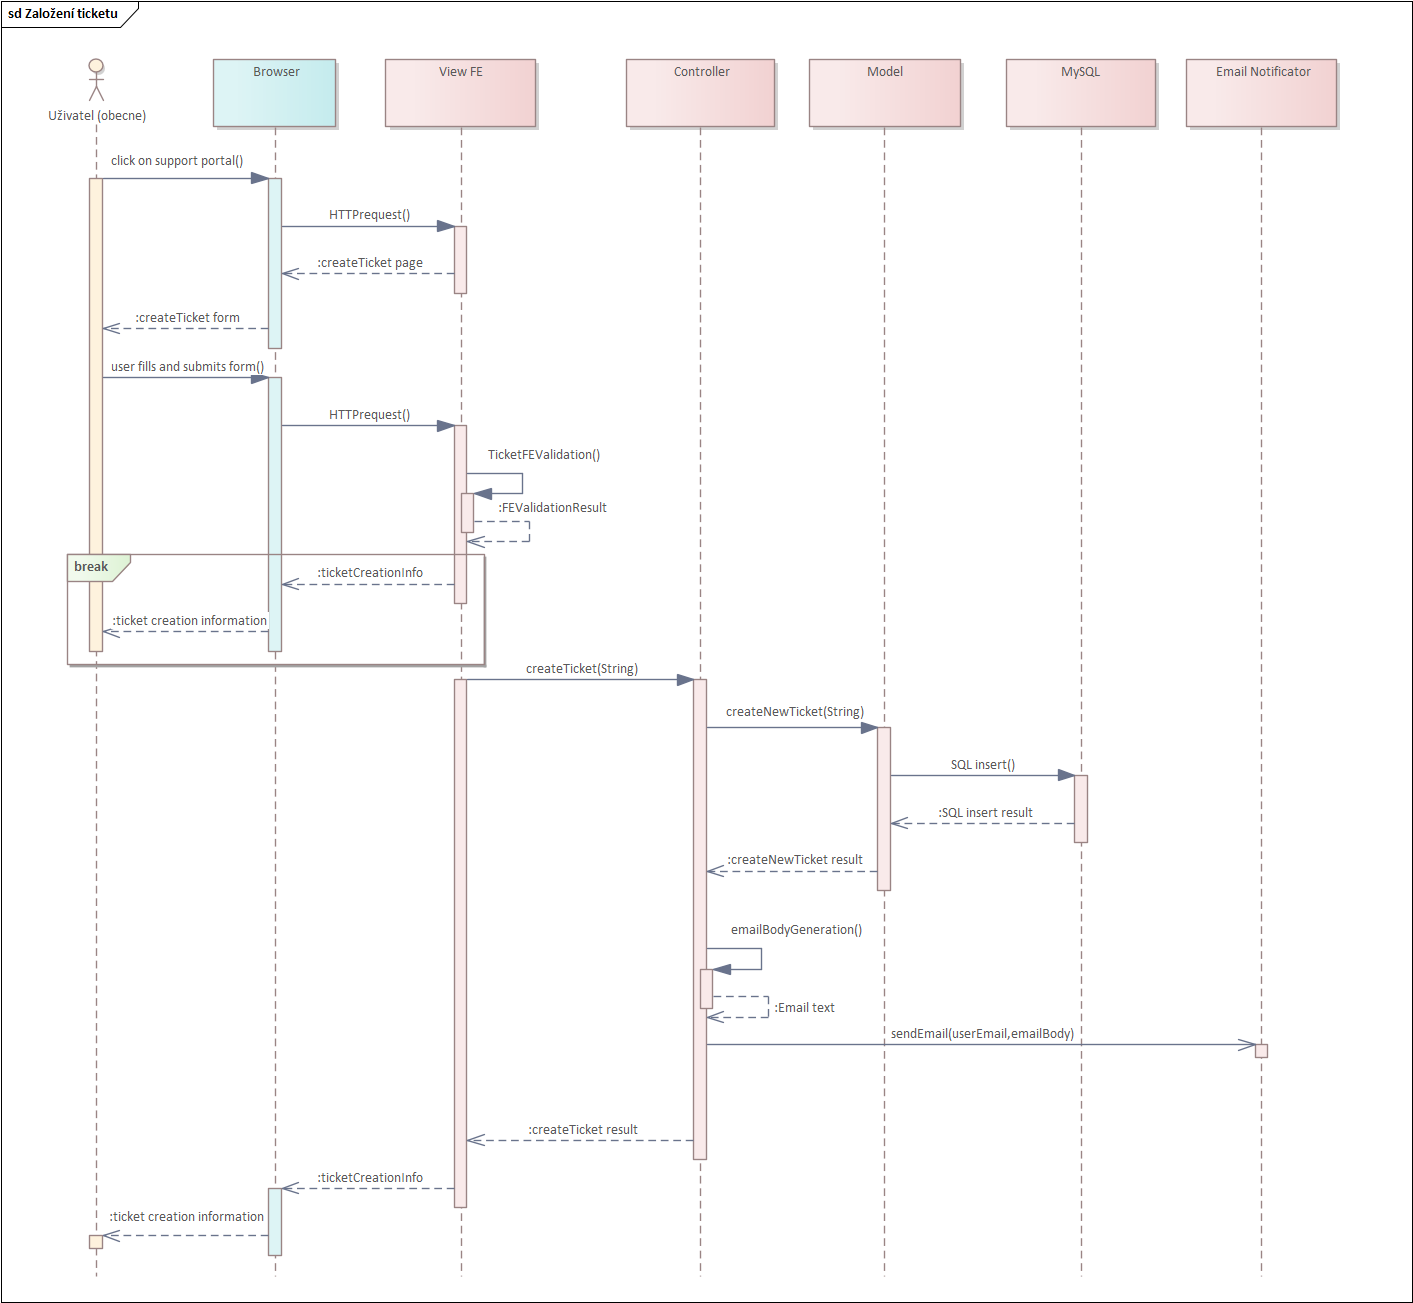 sd Založení ticketu
Uživatel (obecne)
Browser
View FE
Controller
Model
MySQL
Email Notificator
click on support portal()
HTTPrequest()
:createTicket page
:createTicket form
user fills and submits form()
HTTPrequest()
TicketFEValidation()
:FEValidationResult
break
:ticketCreationInfo
:ticket creation information
createTicket(String)
createNewTicket(String)
SQL insert()
:SQL insert result
:createNewTicket result
emailBodyGeneration()
:Email text
sendEmail(userEmail,emailBody)
:createTicket result
:ticketCreationInfo
:ticket creation information